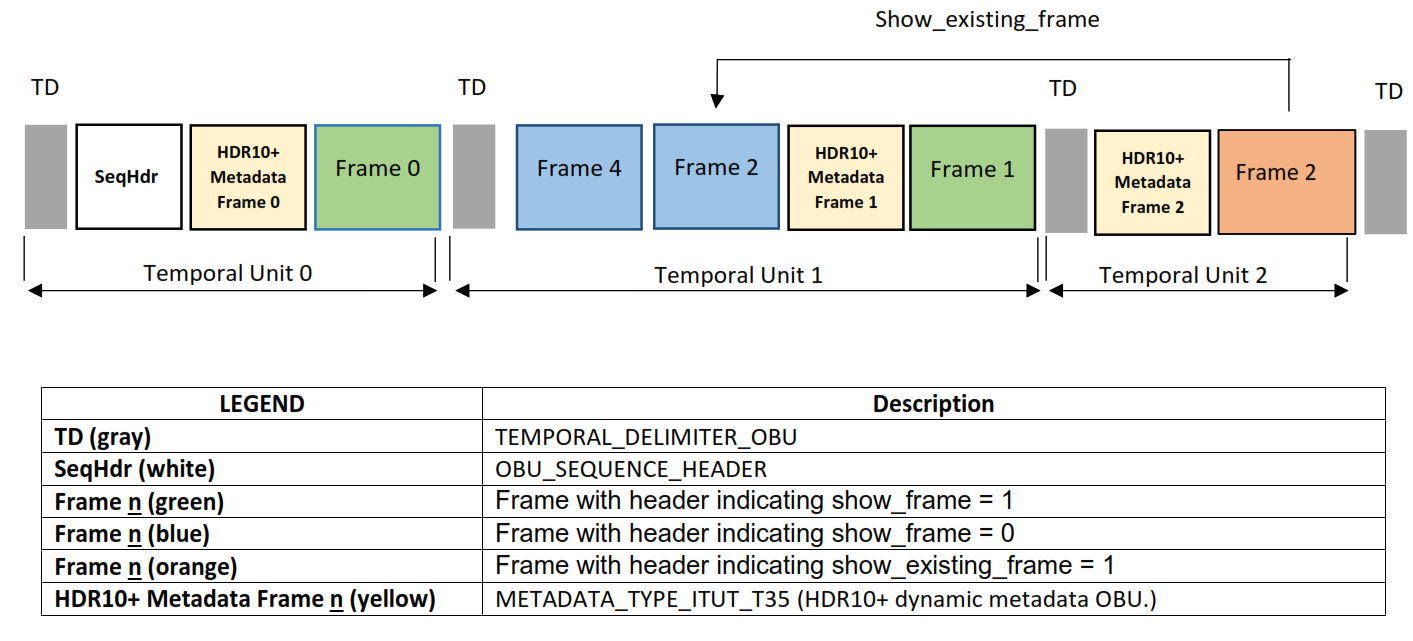 Show_existing_frame
TD
TD
TD
TD
SeqHdr
HDR10+
Metadata
Frame 0
Frame 0
Frame 4
Frame 2
HDR10+
Metadata
Frame 1
Frame 1
HDR10+
Metadata
Frame 2
Frame 2
Temporal Unit 0
Temporal Unit 1
Temporal Unit 2
LEGEND Description
TD (gray) TEMPORAL_DELIMITER_OBU
SeqHdr (white) OBU_SEQUENCE_HEADER
Frame n (green) Frame with header indicating show_frame = 1
Frame n (blue) Frame with header indicating show_frame = 0
Frame n (orange) Frame with header indicating show_existing_frame = 1
HDR10+ Metadata Frame n (yellow) METADATA_TYPE_ITUT_T35 (HDR10+ dynamic metadata OBU.)